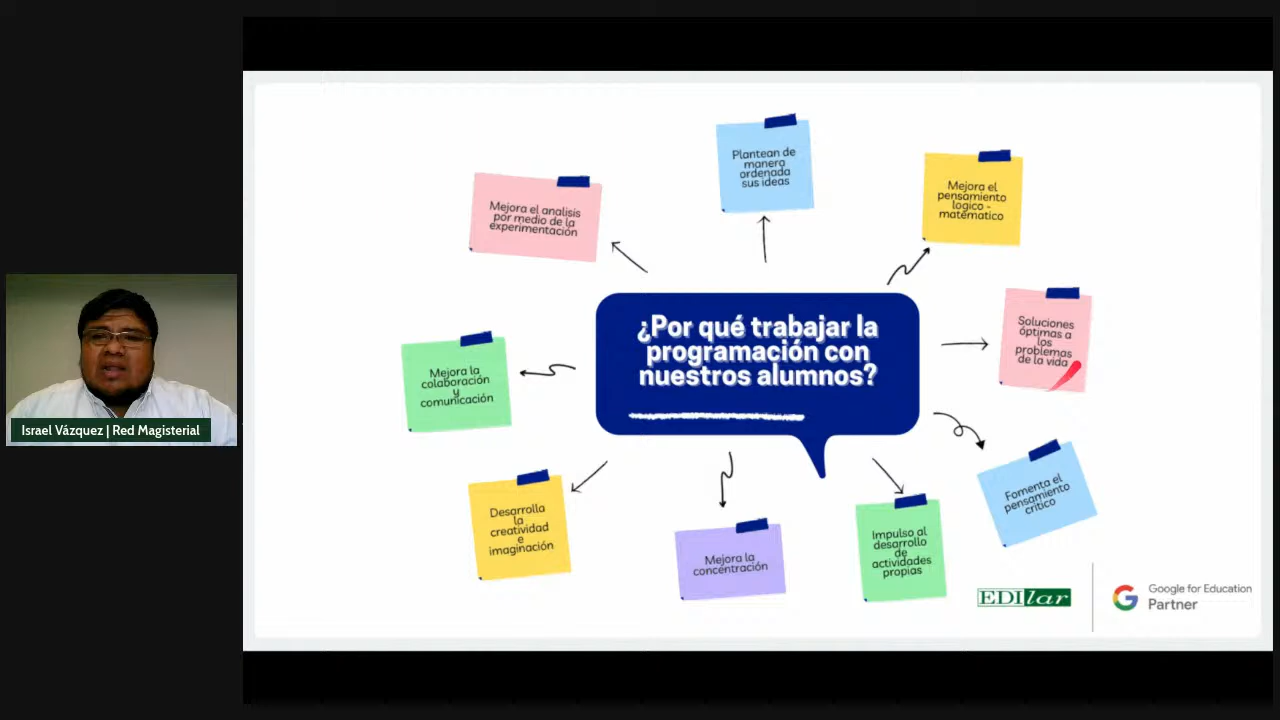 Plantean de
manera
ordenada
sus ideas
Mejora el
pensamiento
lógico -
matemático
Mejora el analisis
por medio de la
experimentación
Soluciones
óptimas a
los
problemas
de la vida
¿Por qué trabajar la
programación con
nuestros alumnos?
Mejora la
colaboración
y
comunicación
Fomenta el
pensamiento
crítico
Desarrolla
la
creatividad
e
imaginación
Mejora la
concentración
Impulso al
desarrollo
de
actividades
propias
Israel Vázquez | Red Magisterial
EDIlar
Google for Education
Partner